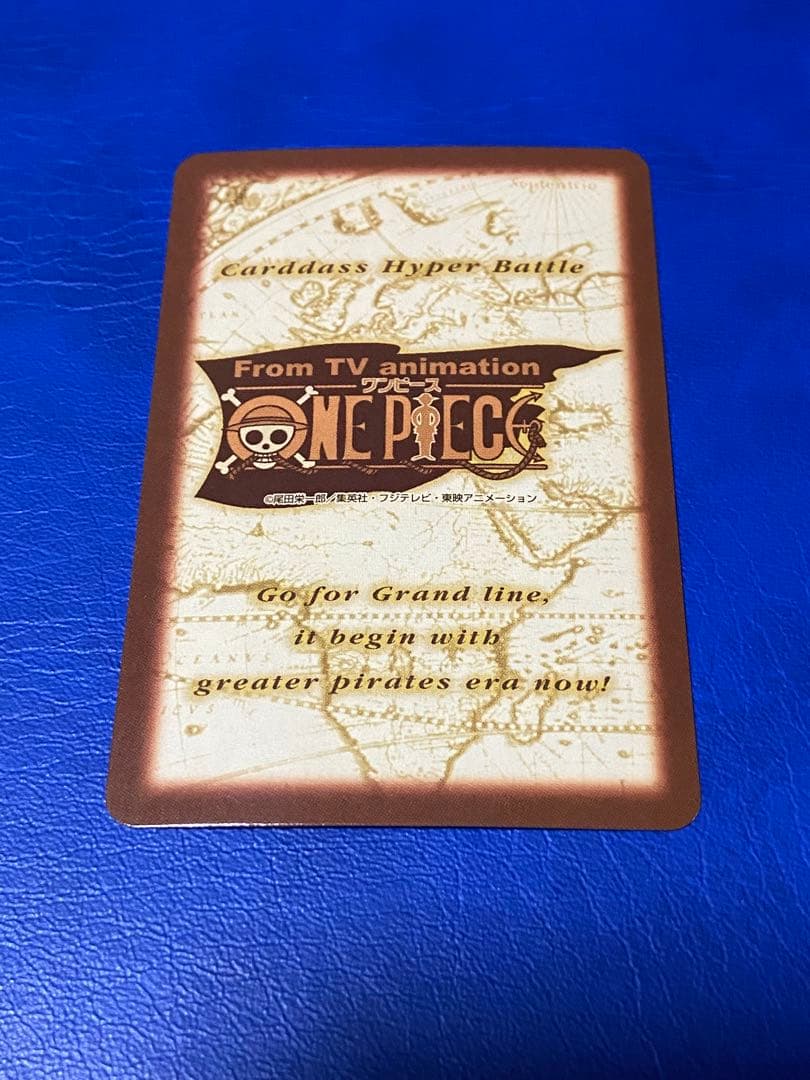 Septentrio
Carddass Hyper Battle
From TV animation
ワンピース
ONE PIECE
©尾田栄一郎／集英社・フジテレビ・東映アニメーション
Go for Grand line,
it begin with
greater pirates era now!